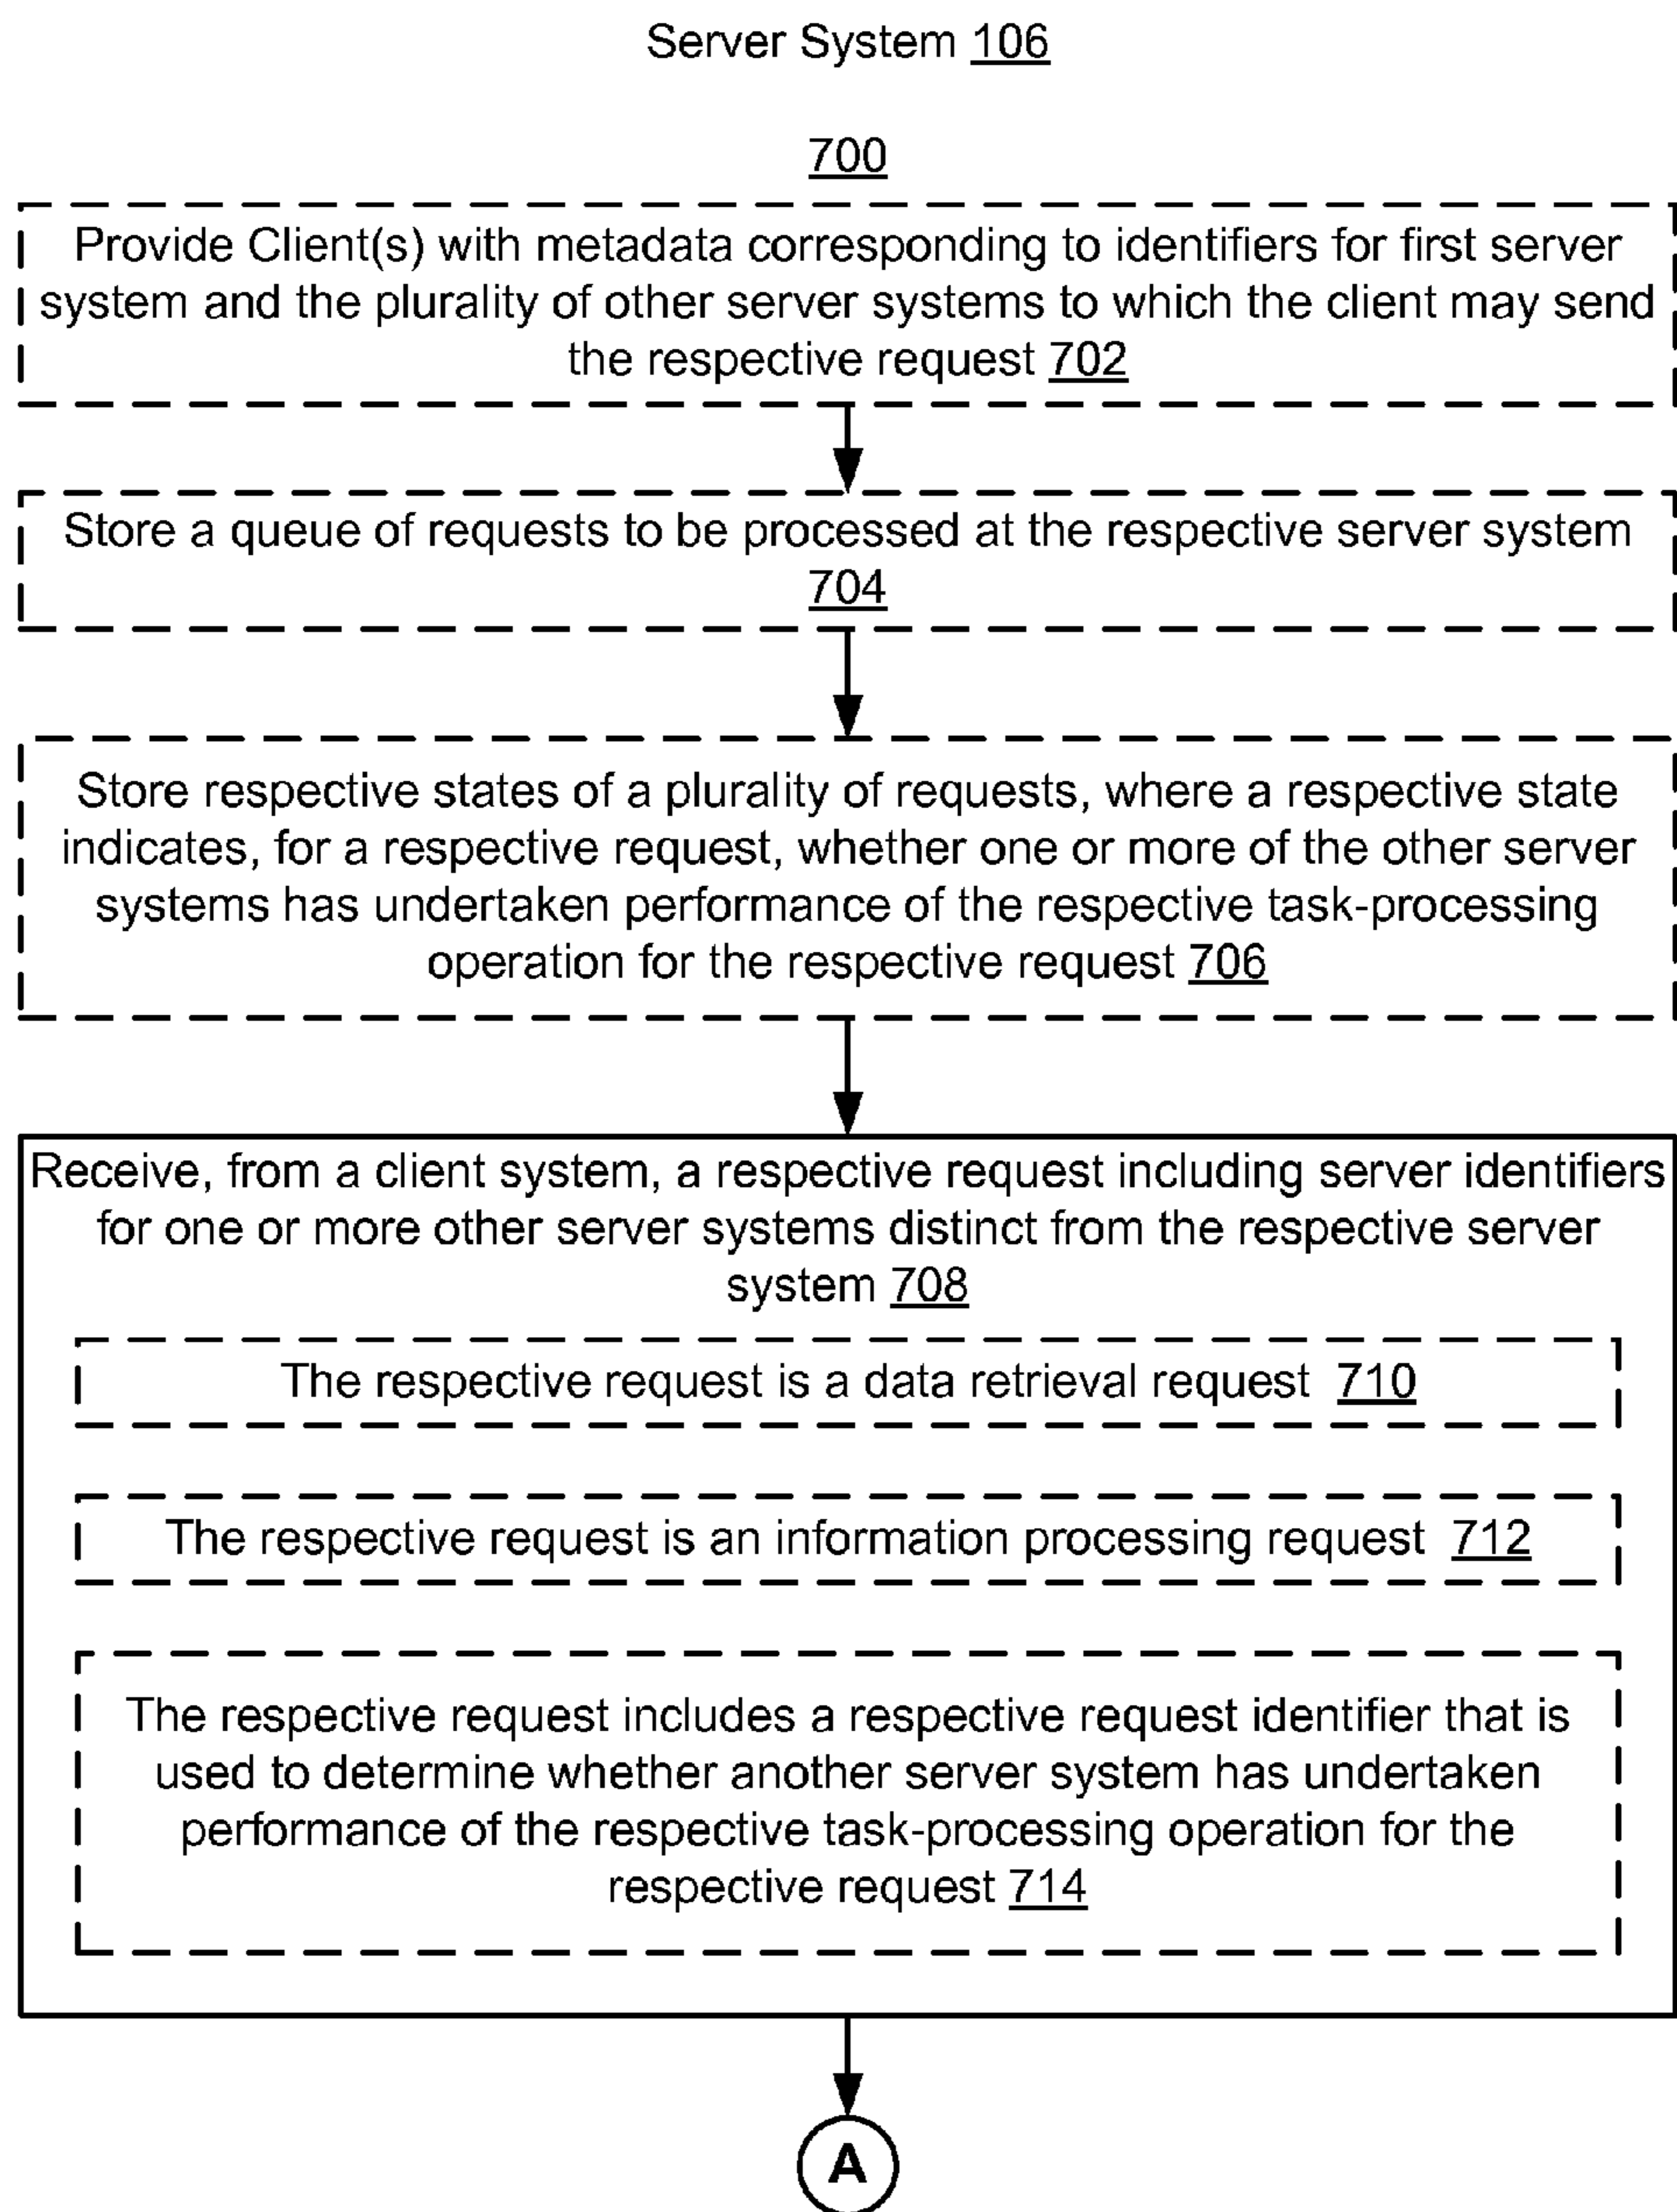 Server System 106
700
Provide Client(s) with metadata corresponding to identifiers for first server
system and the plurality of other server systems to which the client may send
the respective request 702
Store a queue of requests to be processed at the respective server system
704
Store respective states of a plurality of requests, where a respective state
indicates, for a respective request, whether one or more of the other server
systems has undertaken performance of the respective task-processing
operation for the respective request 706
Receive, from a client system, a respective request including server identifiers
for one or more other server systems distinct from the respective server
system 708
The respective request is a data retrieval request 710
The respective request is an information processing request 712
The respective request includes a respective request identifier that is
used to determine whether another server system has undertaken
performance of the respective task-processing operation for the
respective request 714
A